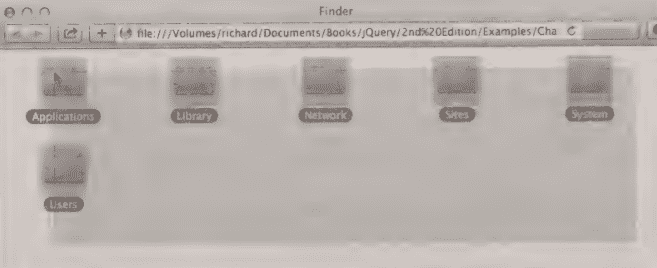 Finder
file:///Volumes/richard/Documents/Books/jQuery/2nd%20Edition/Examples/Cha
Applications Library Network Sites System
Users